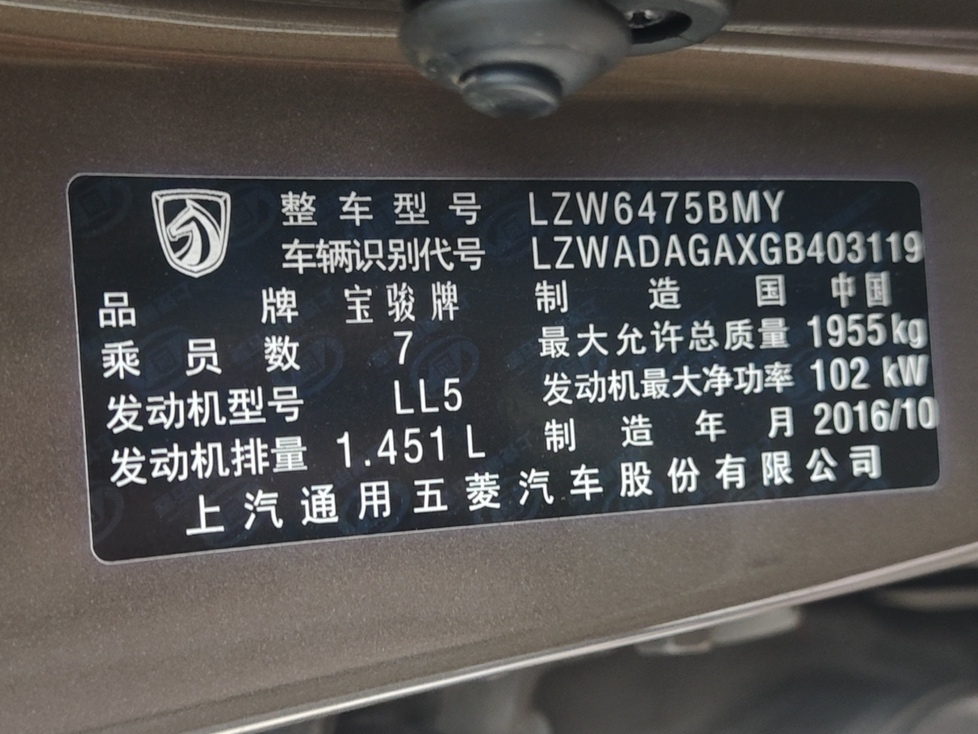 整车型号 LZW6475BMY
车辆识别代号 LZWADAGAXGB403119
品牌 宝骏牌 制造国 中国
乘员数 7 最大允许总质量 1955kg
发动机型号 LL5 发动机最大净功率 102 kW
发动机排量 1.451 L 制造年月 2016/10
上汽通用五菱汽车股份有限公司